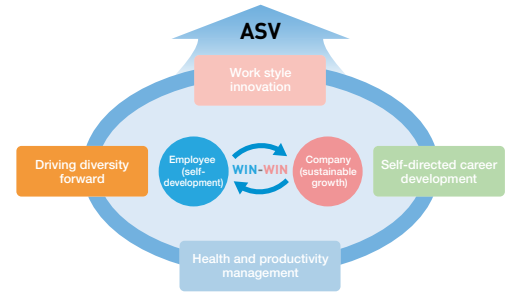 ASV
Work style
innovation
Driving diversity
forward
Employee
(self-
development)
WIN-WIN
Company
(sustainable
growth)
Self-directed career
development
Health and productivity
management